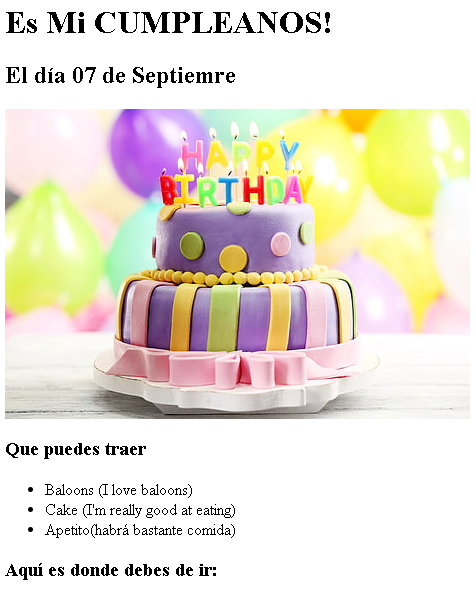 Es Mi CUMPLEANOS!
El día 07 de Septiemre
HAPPY
BIRTHDAY
Que puedes traer
Baloons (I love baloons)
Cake (I'm really good at eating)
Apetito(habrá bastante comida)
Aquí es donde debes de ir: